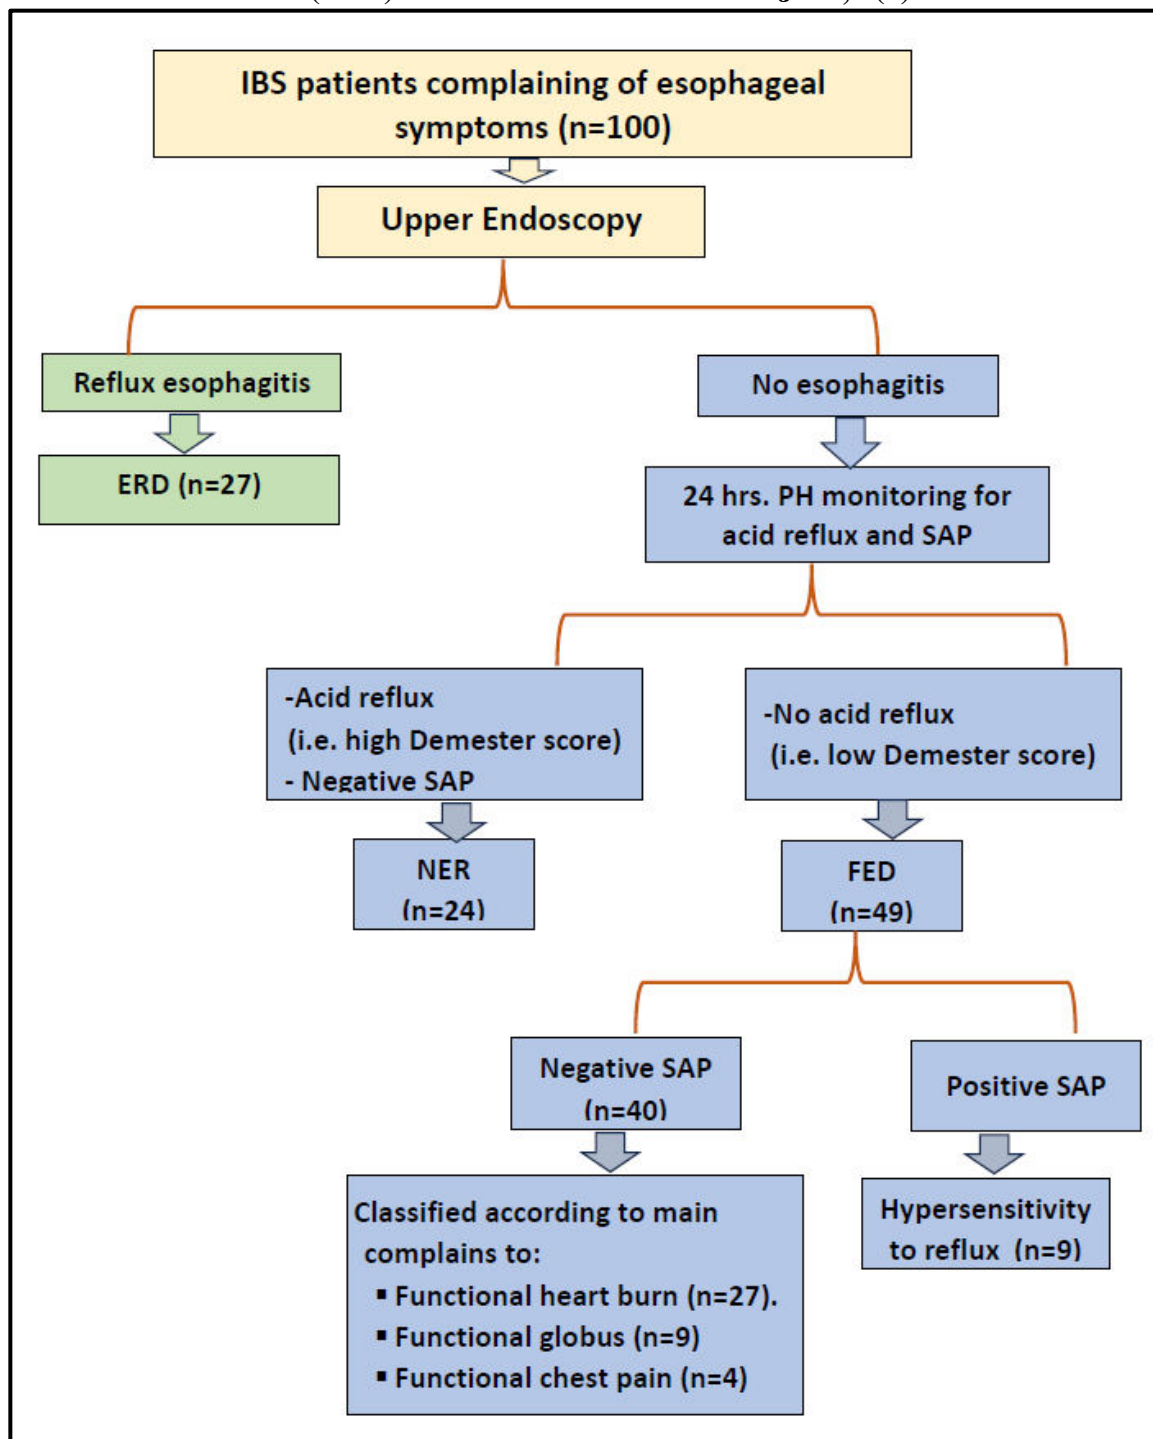 IBS patients complaining of esophageal
symptoms (n=100)
Upper Endoscopy
Reflux esophagitis
No esophagitis
ERD (n=27)
24 hrs. PH monitoring for
acid reflux and SAP
-Acid reflux
(i.e. high Demester score)
- Negative SAP
-No acid reflux
(i.e. low Demester score)
NER
(n=24)
FED
(n=49)
Negative SAP
(n=40)
Positive SAP
Classified according to main
complains to:
▪ Functional heart burn (n=27).
▪ Functional globus (n=9)
▪ Functional chest pain (n=4)
Hypersensitivity
to reflux (n=9)